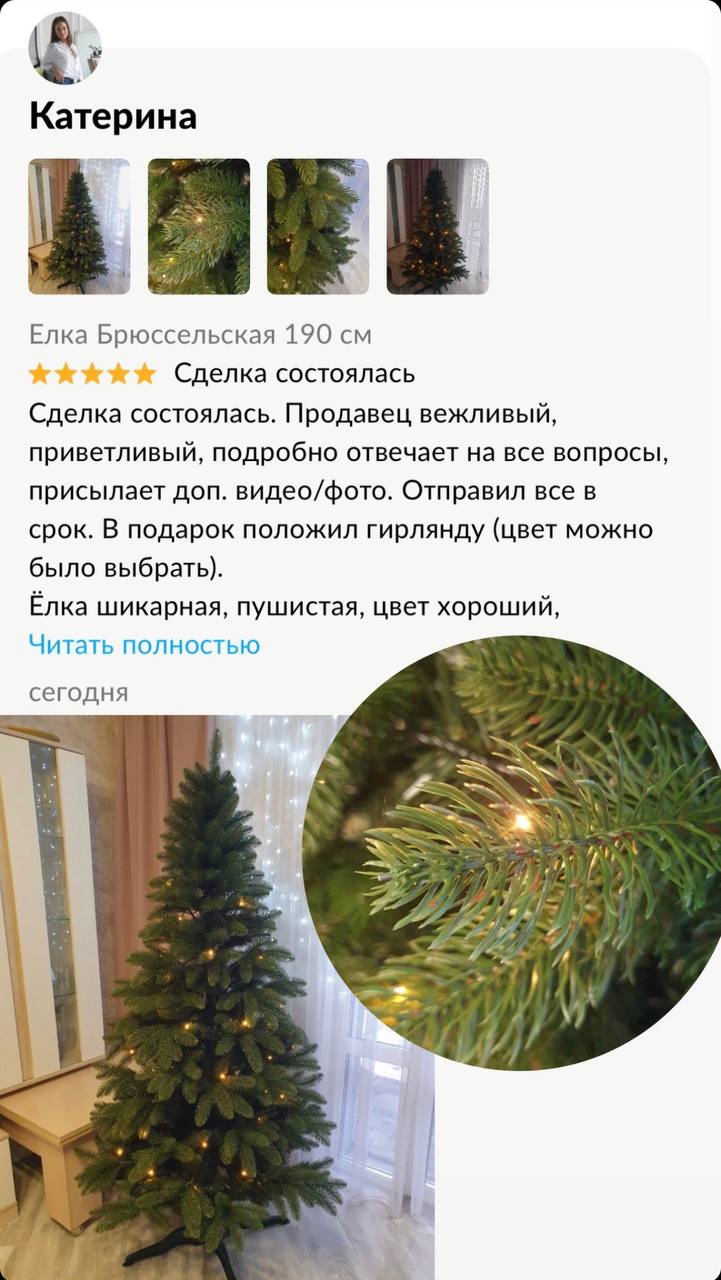 Катерина
Елка Брюссельская 190 см
Сделка состоялась
Сделка состоялась. Продавец вежливый,
приветливый, подробно отвечает на все вопросы,
присылает доп. видео/фото. Отправил все в
срок. В подарок положил гирлянду (цвет можно
было выбрать).
Ёлка шикарная, пушистая, цвет хороший,
Читать полностью
сегодня